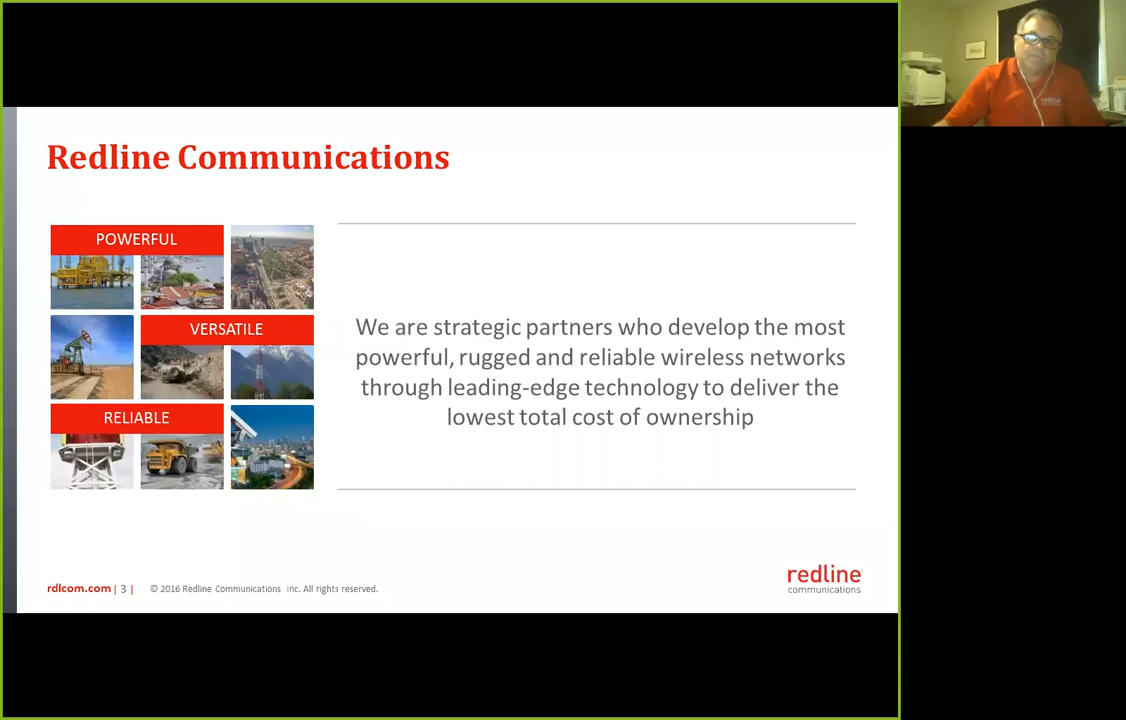 Redline Communications
POWERFUL
VERSATILE
RELIABLE
We are strategic partners who develop the most
powerful, rugged and reliable wireless networks
through leading-edge technology to deliver the
lowest total cost of ownership
rdlcom.com | 3 | © 2016 Redline Communications Inc. All rights reserved.
redline
communications